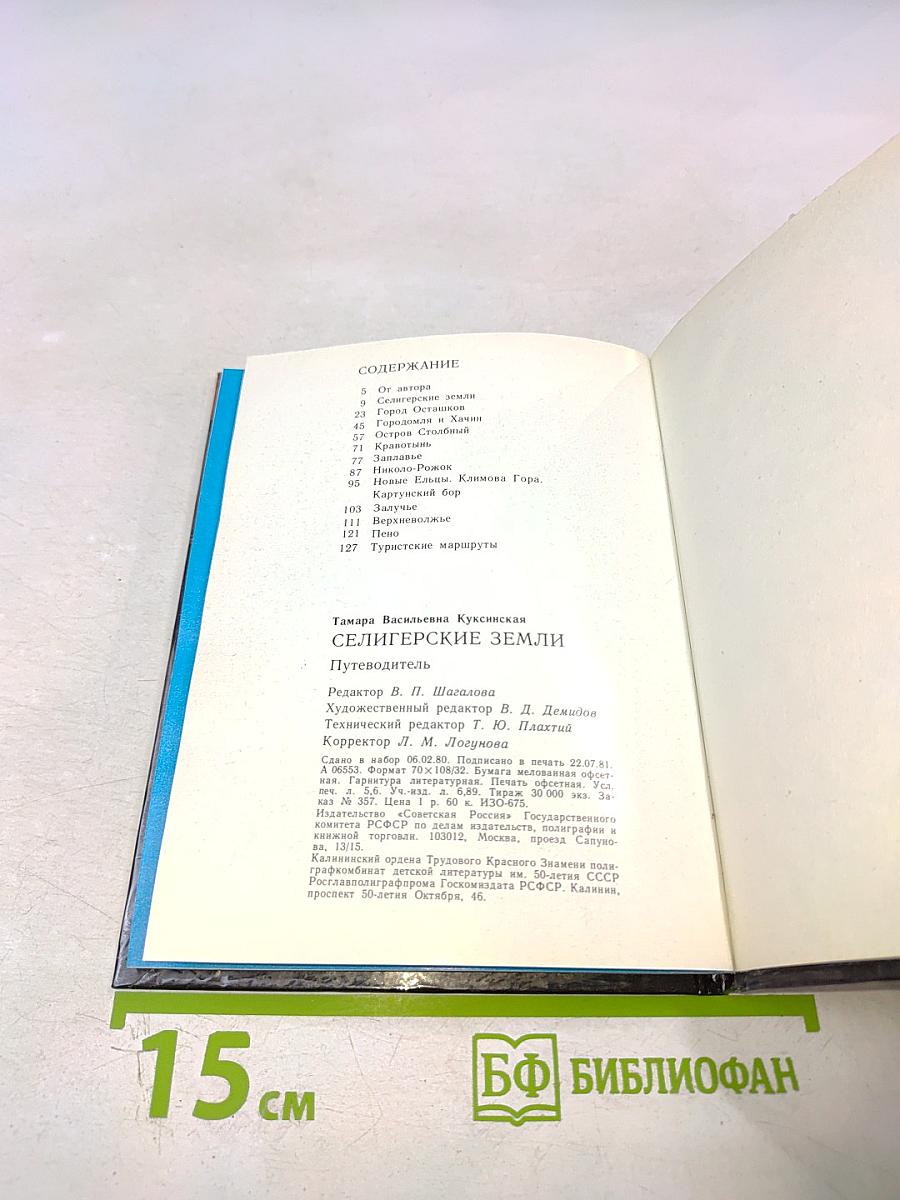 СОДЕРЖАНИЕ
5 От автора
9 Селигерские земли
23 Город Осташков
45 Городомля и Хачин
57 Остров Столбный
71 Кравотынь
77 Заплавье
87 Николо-Рожок
95 Новые Ельцы. Климова Гора.
Картунский бор
103 Залучье
111 Верхневолжье
121 Пено
127 Туристские маршруты
Тамара Васильевна Куксинская
СЕЛИГЕРСКИЕ ЗЕМЛИ
Путеводитель
Редактор В. П. Шагалова
Художественный редактор В. Д. Демидов
Технический редактор Т. Ю. Плахтий
Корректор Л. М. Логунова
Сдано в набор 06.02.80. Подписано в печать 22.07.81.
А 06553. Формат 70×108/32. Бумага мелованная офсет-
ная. Гарнитура литературная. Печать офсетная. Усл.
печ. л. 5,6. Уч.-изд. л. 6,89. Тираж 30 000 экз. За-
каз № 357. Цена 1 р. 60 к. ИЗО-675.
Издательство «Советская Россия» Государственного
комитета РСФСР по делам издательств, полиграфии и
книжной торговли. 103012, Москва, проезд Сапуно-
ва, 13/15.
Калининский ордена Трудового Красного Знамени поли-
графкомбинат детской литературы им. 50-летия СССР
Росглавполиграфпрома Госкомиздата РСФСР. Калинин,
проспект 50-летия Октября, 46.
15 см
БФ БИБЛИОФАН